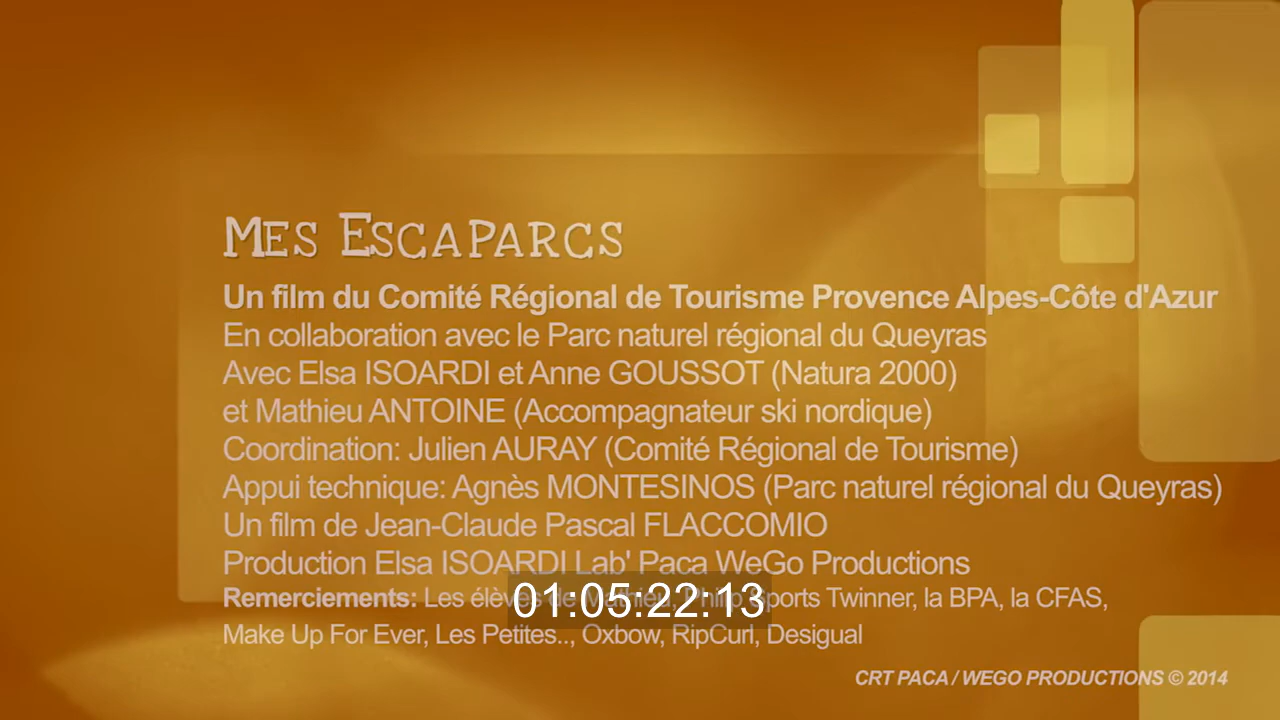 MES ESCAPARCS
Un film du Comité Régional de Tourisme Provence Alpes-Côte d'Azur
En collaboration avec le Parc naturel régional du Queyras
Avec Elsa ISOARDI et Anne GOUSSOT (Natura 2000)
et Mathieu ANTOINE (Accompagnateur ski nordique)
Coordination: Julien AURAY (Comité Régional de Tourisme)
Appui technique: Agnès MONTESINOS (Parc naturel régional du Queyras)
Un film de Jean-Claude Pascal FLACCOMIO
Production Elsa ISOARDI Lab' Paca WeGo Productions
Remerciements: Les élèves de Mathieu, Philip Sports Twinner, la BPA, la CFAS,
01:05:22:13
Make Up For Ever, Les Petites.., Oxbow, RipCurl, Desigual
CRT PACA / WEGO PRODUCTIONS © 2014